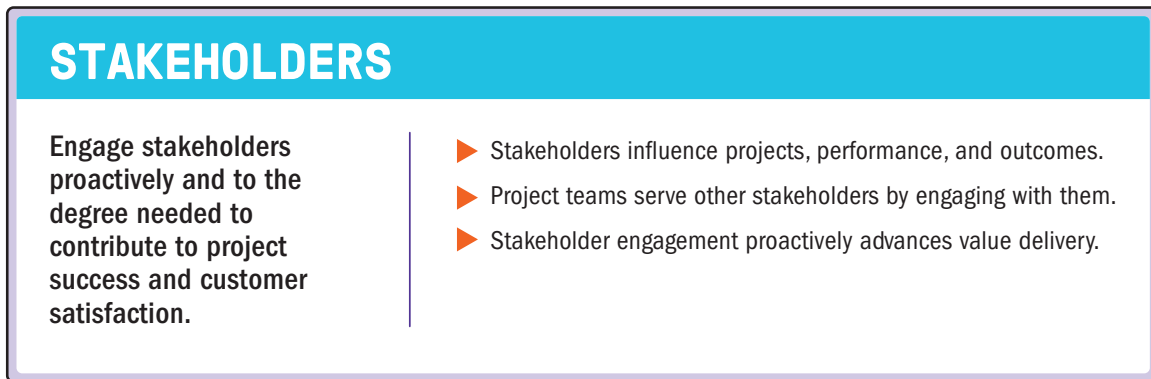 STAKEHOLDERS
Engage stakeholders
proactively and to the
degree needed to
contribute to project
success and customer
satisfaction.
Stakeholders influence projects, performance, and outcomes.
Project teams serve other stakeholders by engaging with them.
Stakeholder engagement proactively advances value delivery.